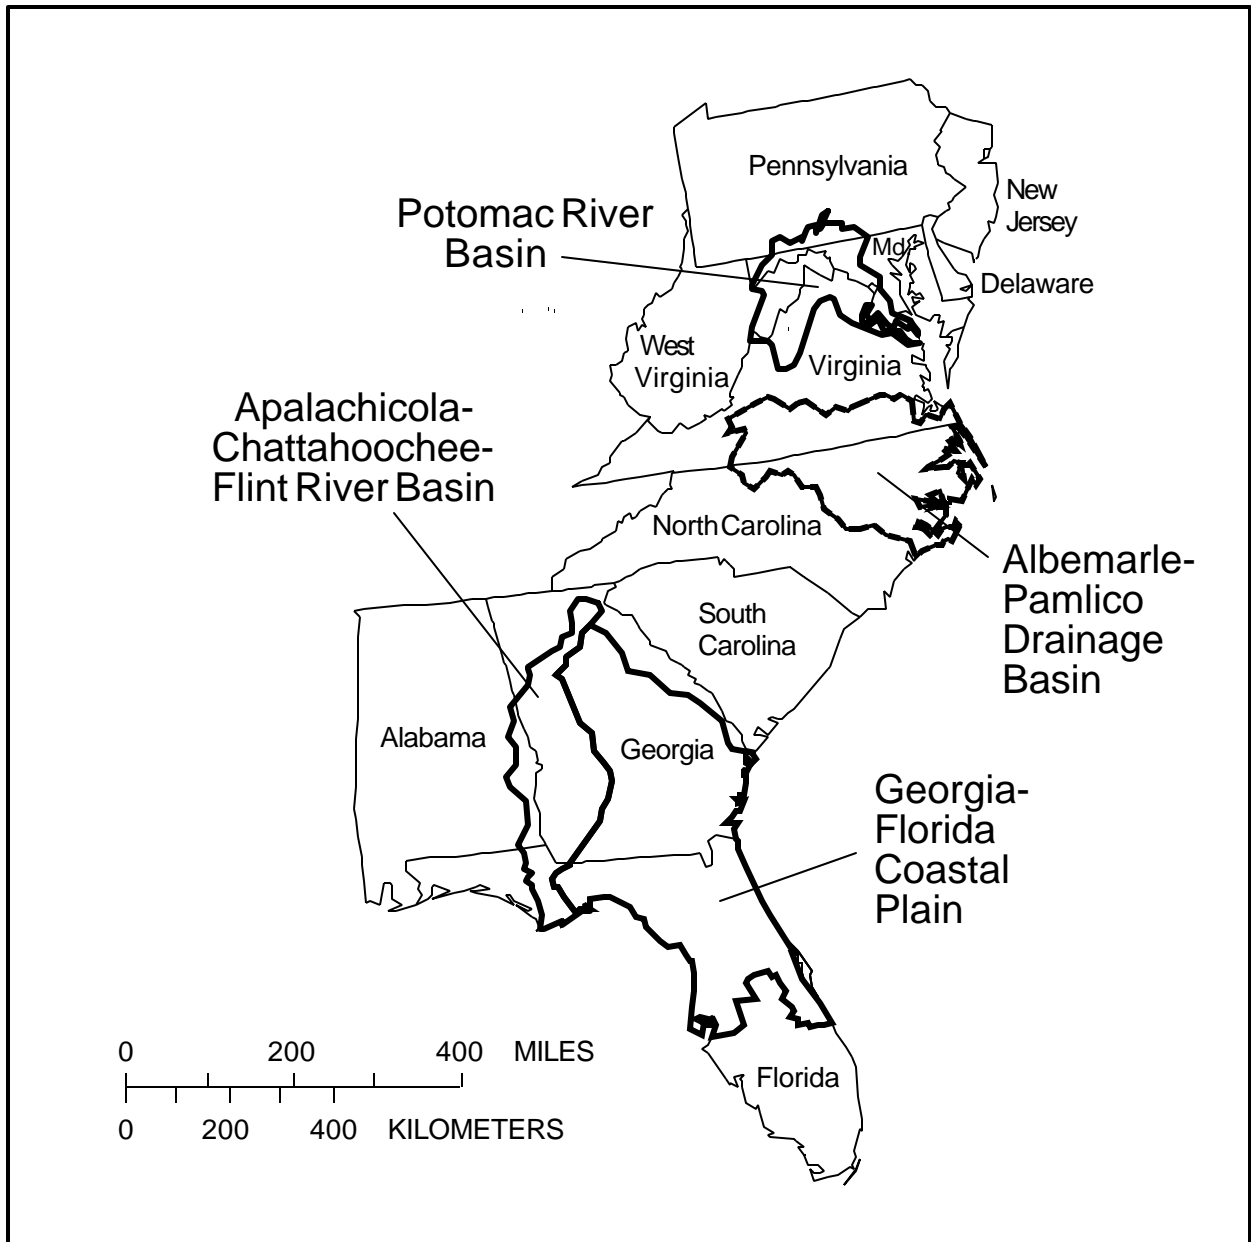 Pennsylvania
New
Jersey
Potomac River
Basin
Md
Delaware
West
Virginia
Virginia
Apalachicola-
Chattahoochee-
Flint River Basin
North Carolina
Albemarle-
Pamlico
Drainage
Basin
South
Carolina
Alabama
Georgia
Georgia-
Florida
Coastal
Plain
0 200 400 MILES
0 200 400 KILOMETERS
Florida